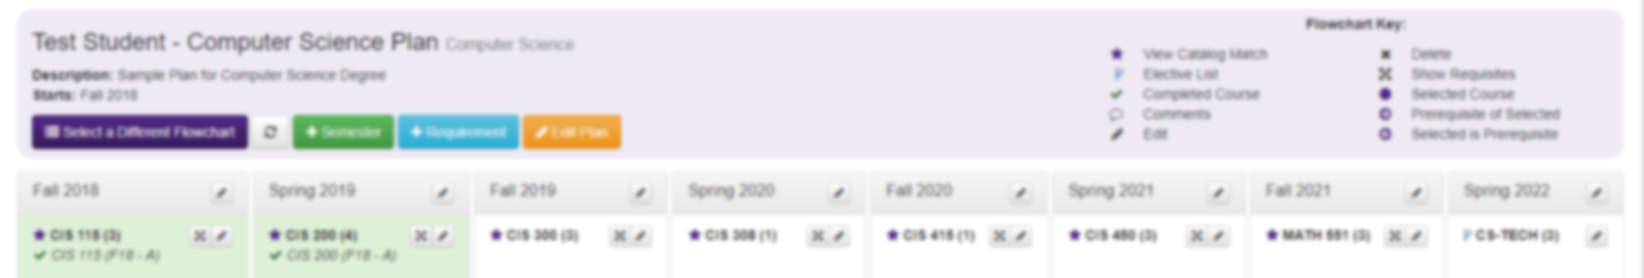 Flowchart Key:
Test Student - Computer Science Plan Computer Science
Description: Sample Plan for Computer Science Degree
Starts: Fall 2018
View Catalog Match
Elective List
Completed Course
Comments
Edit
Delete
Show Requisites
Selected Course
Prerequisite of Selected
Selected is Prerequisite
Select a Different Flowchart
Semester
Requirement
Edit Plan
Fall 2018
Spring 2019
Fall 2019
Spring 2020
Fall 2020
Spring 2021
Fall 2021
Spring 2022
CIS 115 (3)
CIS 115 (F18 - A)
CIS 200 (4)
CIS 200 (F18 - A)
CIS 300 (3)
CIS 308 (1)
CIS 415 (1)
CIS 450 (3)
MATH 551 (3)
CS-TECH (3)